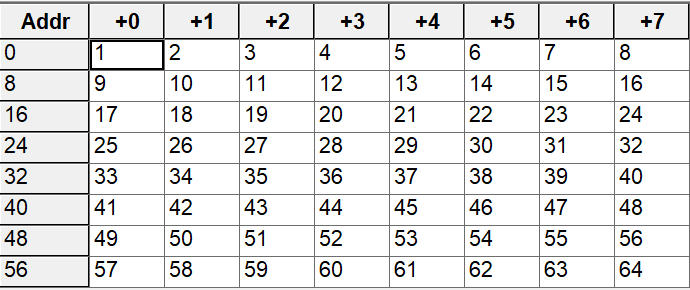 Addr +0 +1 +2 +3 +4 +5 +6 +7
0 1 2 3 4 5 6 7 8
8 9 10 11 12 13 14 15 16
16 17 18 19 20 21 22 23 24
24 25 26 27 28 29 30 31 32
32 33 34 35 36 37 38 39 40
40 41 42 43 44 45 46 47 48
48 49 50 51 52 53 54 55 56
56 57 58 59 60 61 62 63 64